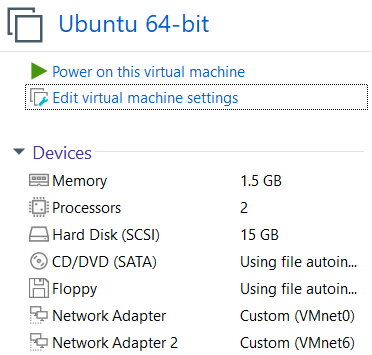 Ubuntu 64-bit
Power on this virtual machine
Edit virtual machine settings
Devices
Memory 1.5 GB
Processors 2
Hard Disk (SCSI) 15 GB
CD/DVD (SATA) Using file autoin...
Floppy Using file autoin...
Network Adapter Custom (VMnet0)
Network Adapter 2 Custom (VMnet6)